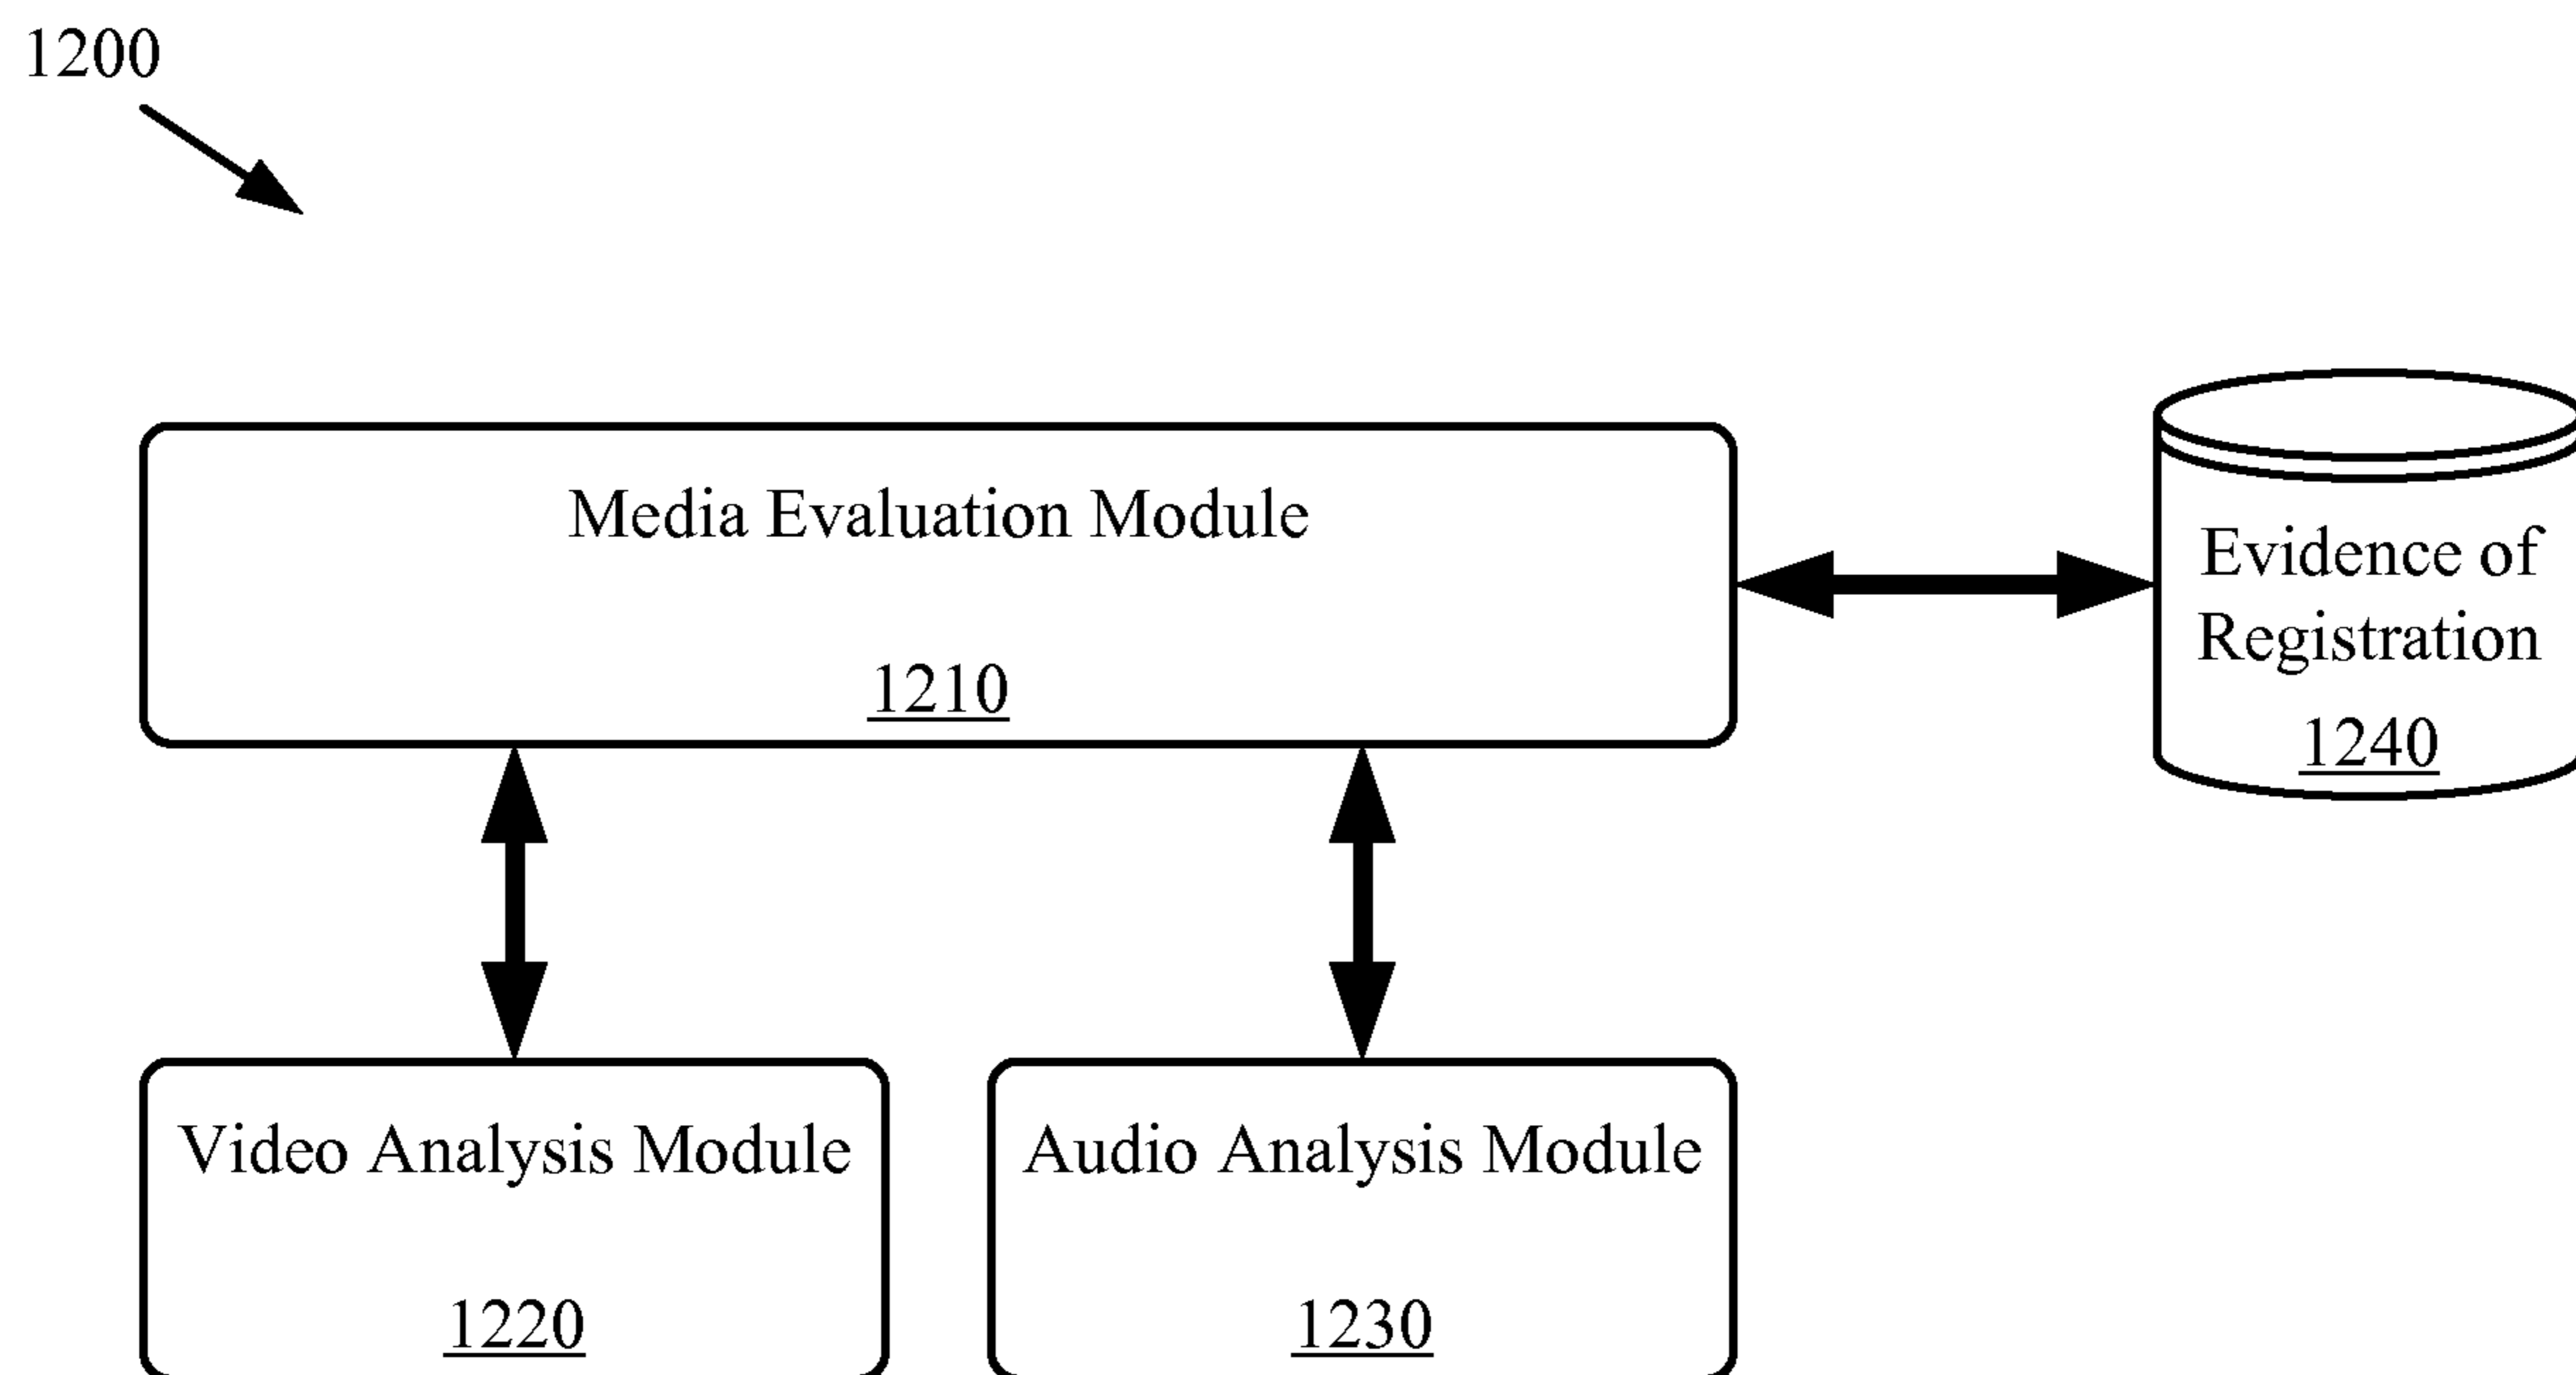 1200
Media Evaluation Module
1210
Evidence of
Registration
1240
Video Analysis Module
1220
Audio Analysis Module
1230